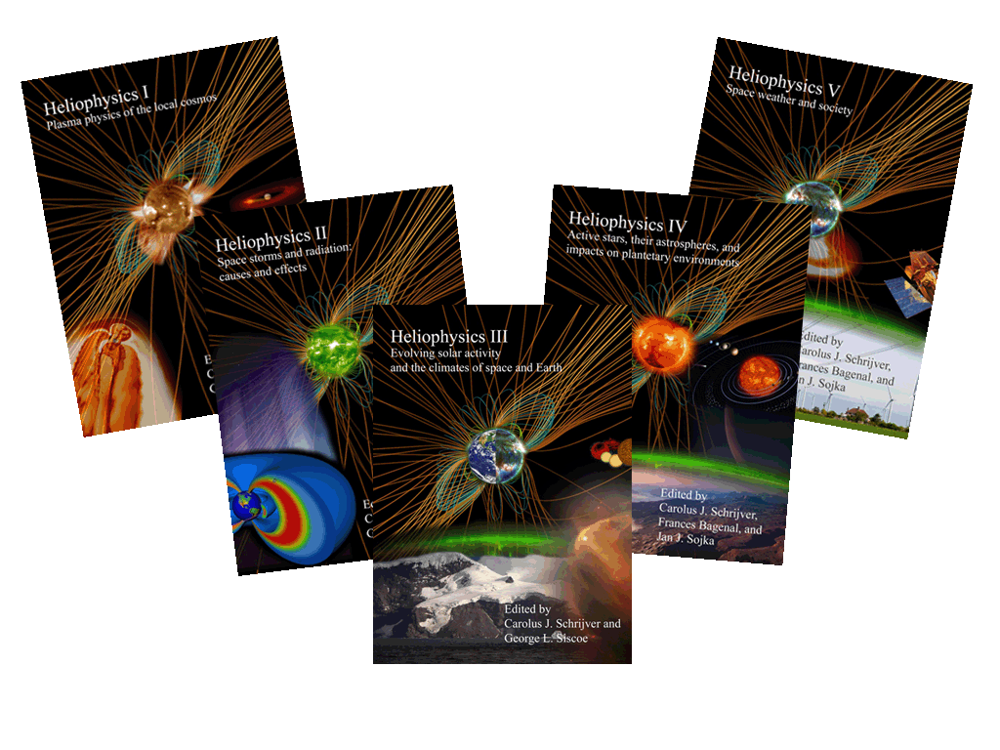 Heliophysics I
Plasma physics of the local cosmos
Heliophysics II
Space storms and radiation:
causes and effects
Heliophysics III
Evolving solar activity
and the climates of space and Earth
Edited by
Carolus J. Schrijver and
George L. Siscoe
Heliophysics IV
Active stars, their astrospheres, and
impacts on plantetary environments
Edited by
Carolus J. Schrijver,
Frances Bagenal, and
Jan J. Sojka
Heliophysics V
Space weather and society
Edited by
Carolus J. Schrijver,
Frances Bagenal, and
Jan J. Sojka